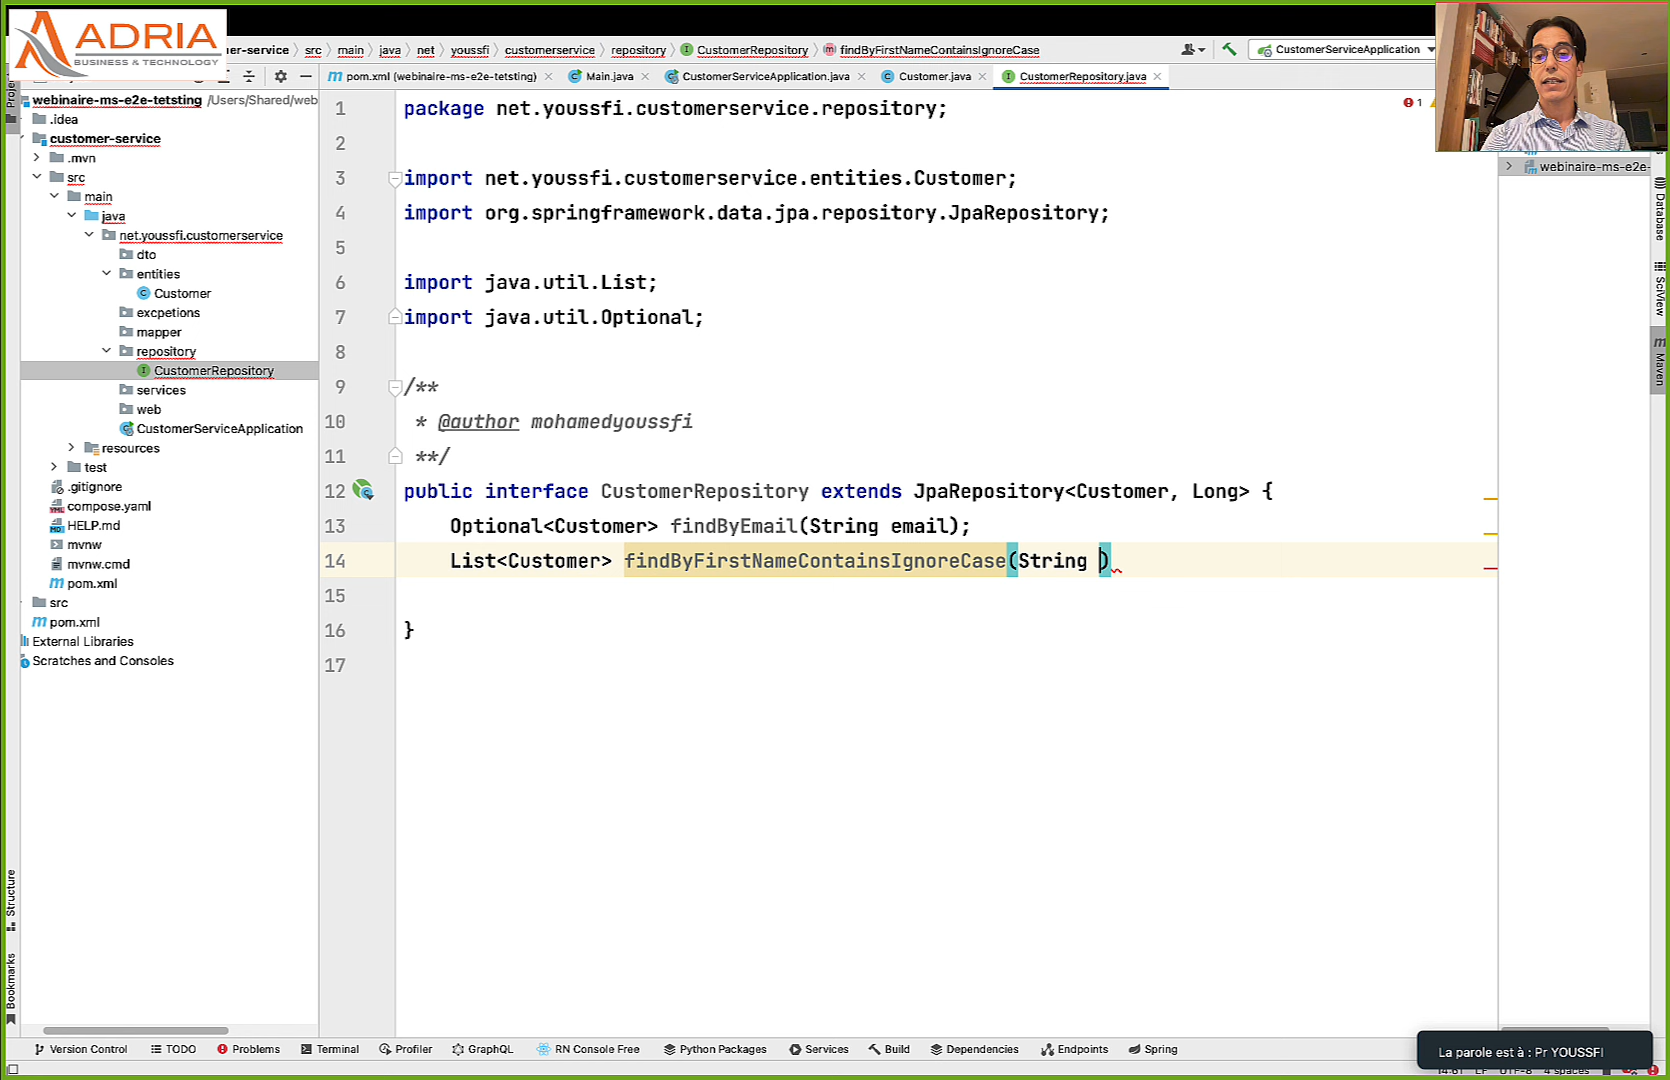 ADRIA
BUSINESS & TECHNOLOGY
er-service > src > main > java > net > youssfi > customerservice > repository > CustomerRepository > findByFirstNameContainsIgnoreCase
CustomerServiceApplication
pom.xml (webinaire-ms-e2e-tetsting)
Main.java
CustomerServiceApplication.java
Customer.java
CustomerRepository.java
webinaire-ms-e2e-tetsting /Users/Shared/web
.idea
customer-service
.mvn
src
main
java
net.youssfi.customerservice
dto
entities
Customer
excpetions
mapper
repository
CustomerRepository
services
web
CustomerServiceApplication
resources
test
.gitignore
compose.yaml
HELP.md
mvnw
mvnw.cmd
pom.xml
src
pom.xml
External Libraries
Scratches and Consoles
Structure
Bookmarks
1 package net.youssfi.customerservice.repository;
2
3 import net.youssfi.customerservice.entities.Customer;
4 import org.springframework.data.jpa.repository.JpaRepository;
5
6 import java.util.List;
7 import java.util.Optional;
8
9 /**
10 * @author mohamedyoussfi
11 **/
12 public interface CustomerRepository extends JpaRepository<Customer, Long> {
13 Optional<Customer> findByEmail(String email);
14 List<Customer> findByFirstNameContainsIgnoreCase(String )
15
16 }
17
1
webinaire-ms-e2e-
Database
SciView
Maven
Version Control TODO Problems Terminal Profiler GraphQL RN Console Free Python Packages Services Build Dependencies Endpoints Spring
La parole est à : Pr YOUSSFI
14:61 LF UTF-8 4 spaces